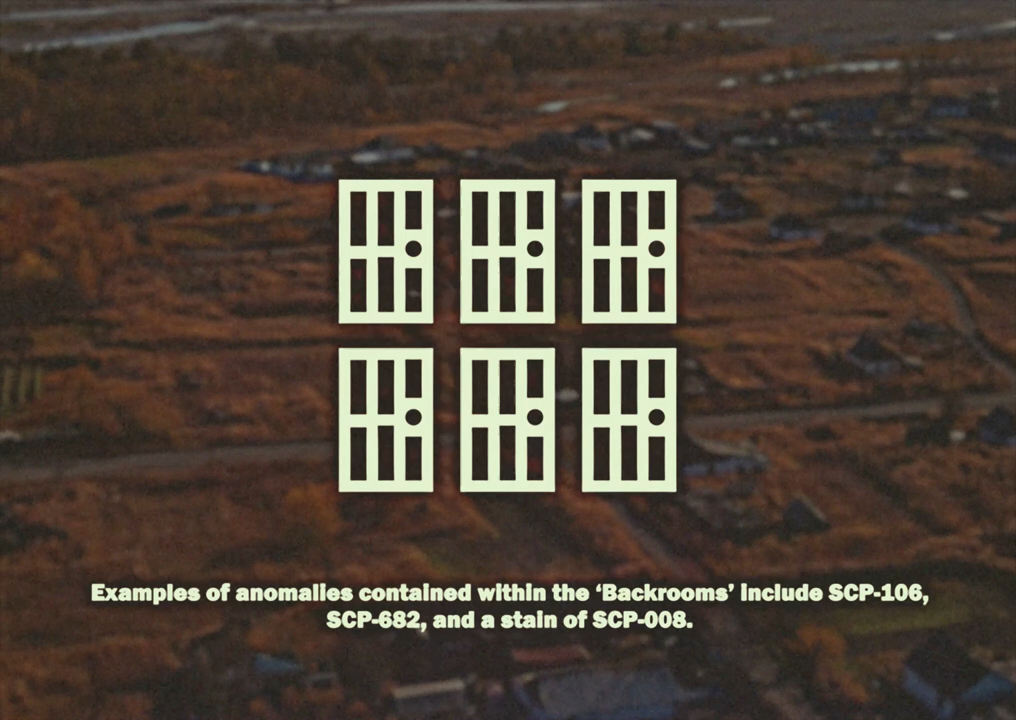 Examples of anomalies contained within the ‘Backrooms’ include SCP-106,
SCP-682, and a stain of SCP-008.